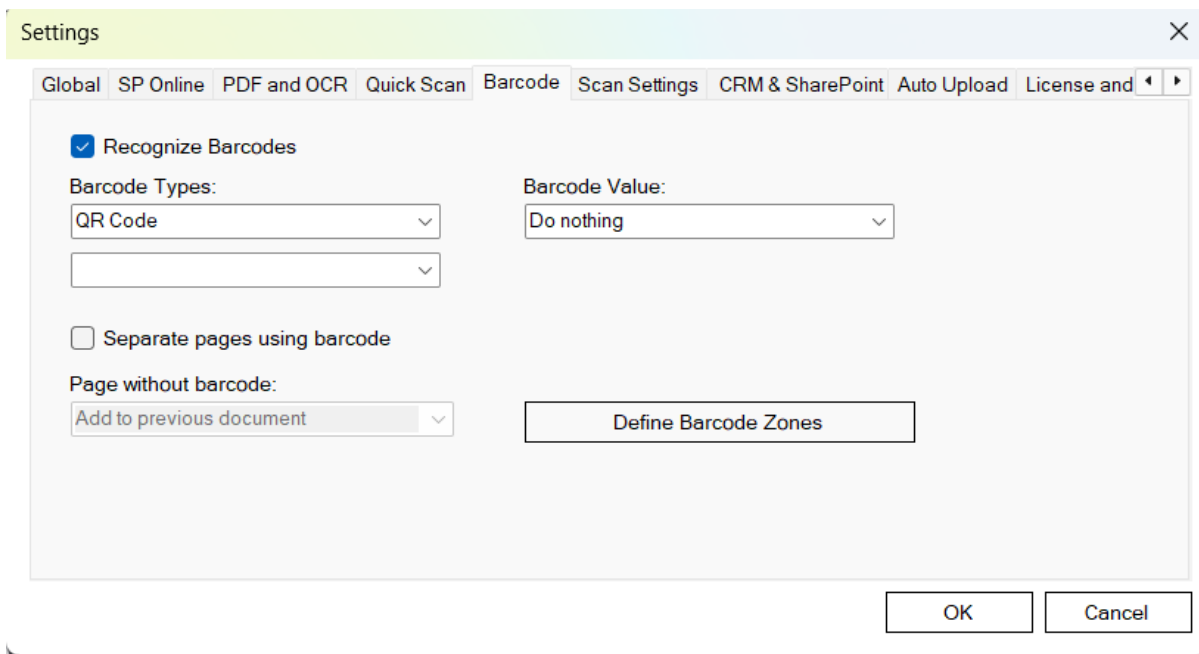 Settings
Global SP Online PDF and OCR Quick Scan Barcode Scan Settings CRM & SharePoint Auto Upload License and
Recognize Barcodes
Barcode Types: Barcode Value:
QR Code Do nothing
Separate pages using barcode
Page without barcode:
Add to previous document Define Barcode Zones
OK Cancel